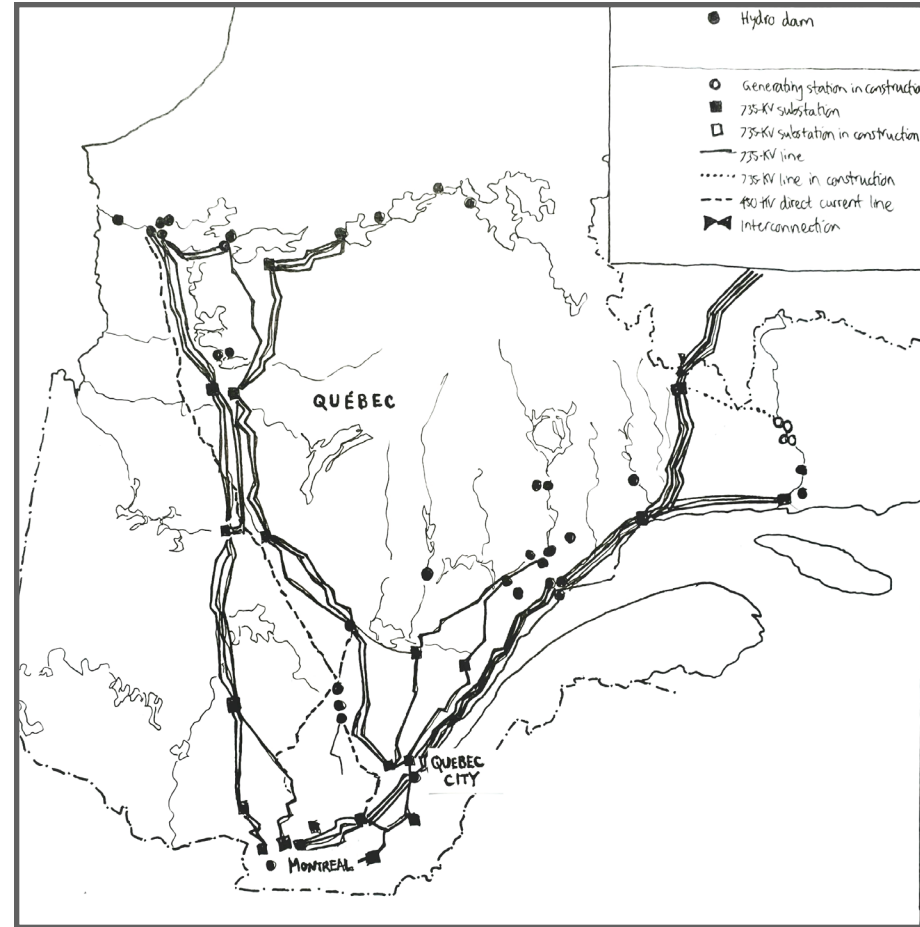 Hydro dam
Generating station in constructio
735-KV substation
735-KV substation in construction
735-KV line
735-KV line in construction
450-KV direct current line
Interconnection
QUÉBEC
QUEBEC
CITY
MONTREAL